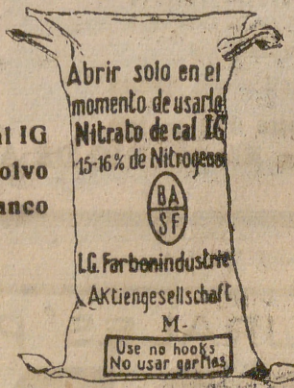 Abrir solo en el
momento de usarlo
Nitrato de cal IG
15-16% de Nitrogeno
BA
SF
I.G. Farbenindustrie
Aktiengesellschaft
M-
Use no hooks
No usar garfios
al IG
olvo
anco